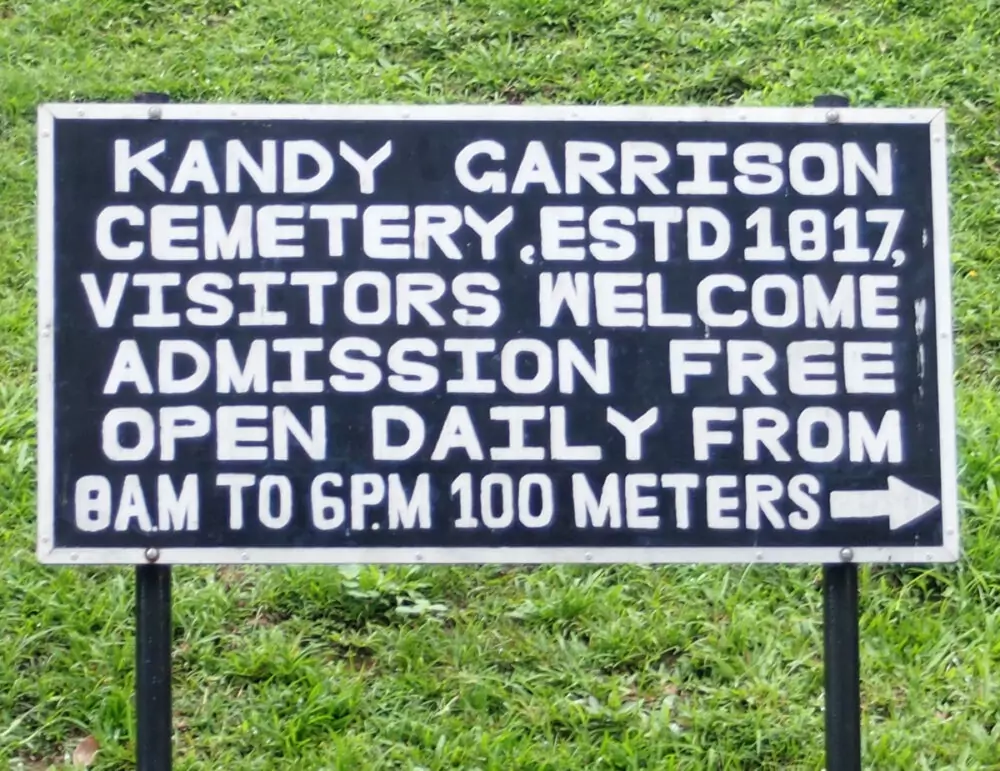 KANDY GARRISON
CEMETERY, ESTD 1817,
VISITORS WELCOME
ADMISSION FREE
OPEN DAILY FROM
8A.M TO 6P.M 100 METERS